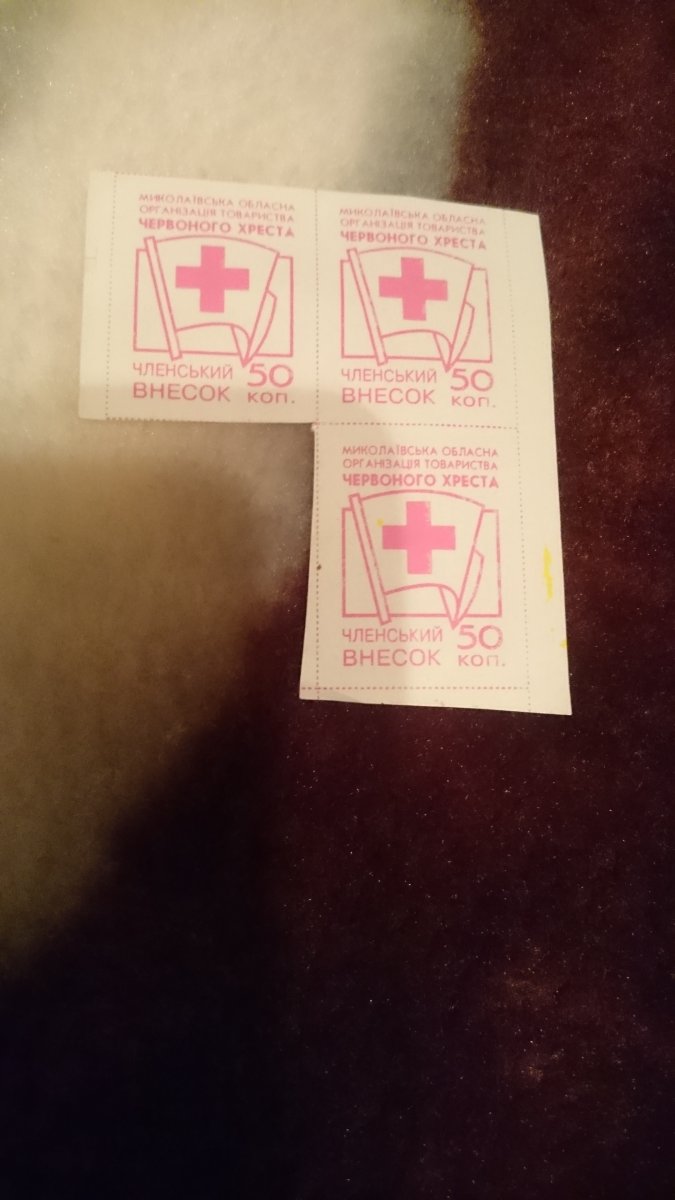 МИКОЛАЇВСЬКА ОБЛАСНА
ОРГАНІЗАЦІЯ ТОВАРИСТВА
ЧЕРВОНОГО ХРЕСТА
ЧЛЕНСЬКИЙ 50
ВНЕСОК КОП.
МИКОЛАЇВСЬКА ОБЛАСНА
ОРГАНІЗАЦІЯ ТОВАРИСТВА
ЧЕРВОНОГО ХРЕСТА
ЧЛЕНСЬКИЙ 50
ВНЕСОК КОП.
МИКОЛАЇВСЬКА ОБЛАСНА
ОРГАНІЗАЦІЯ ТОВАРИСТВА
ЧЕРВОНОГО ХРЕСТА
ЧЛЕНСЬКИЙ 50
ВНЕСОК КОП.